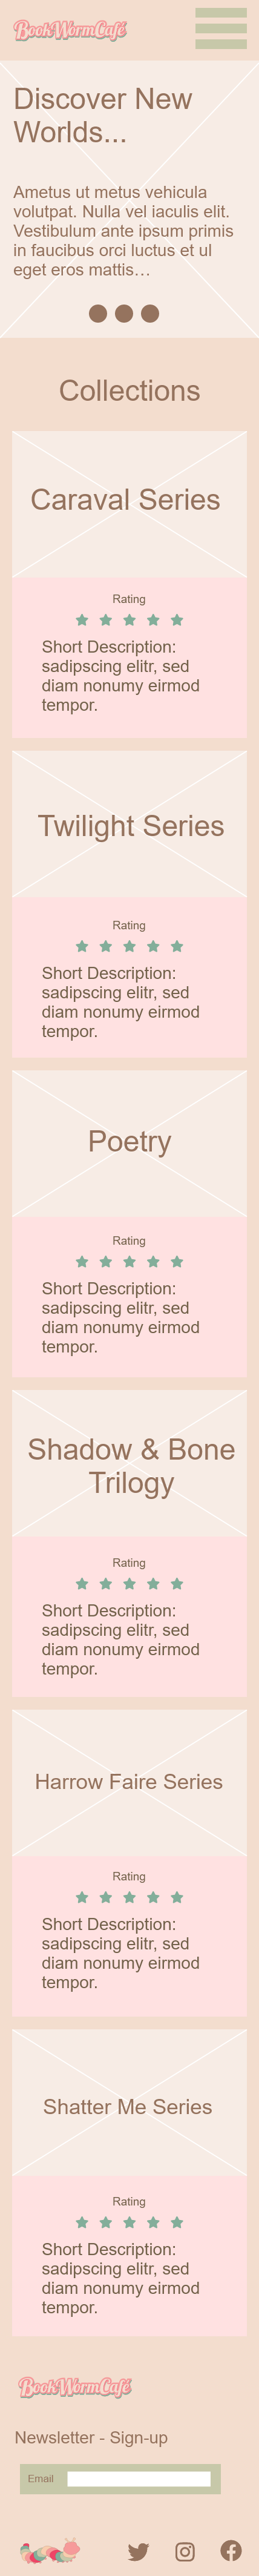 BookWormCafé
Discover New
Worlds...
Ametus ut metus vehicula
volutpat. Nulla vel iaculis elit.
Vestibulum ante ipsum primis
in faucibus orci luctus et ul
eget eros mattis…
Collections
Caraval Series
Rating
Short Description:
sadipscing elitr, sed
diam nonumy eirmod
tempor.
Twilight Series
Rating
Short Description:
sadipscing elitr, sed
diam nonumy eirmod
tempor.
Poetry
Rating
Short Description:
sadipscing elitr, sed
diam nonumy eirmod
tempor.
Shadow & Bone
Trilogy
Rating
Short Description:
sadipscing elitr, sed
diam nonumy eirmod
tempor.
Harrow Faire Series
Rating
Short Description:
sadipscing elitr, sed
diam nonumy eirmod
tempor.
Shatter Me Series
Rating
Short Description:
sadipscing elitr, sed
diam nonumy eirmod
tempor.
BookWormCafé
Newsletter - Sign-up
Email